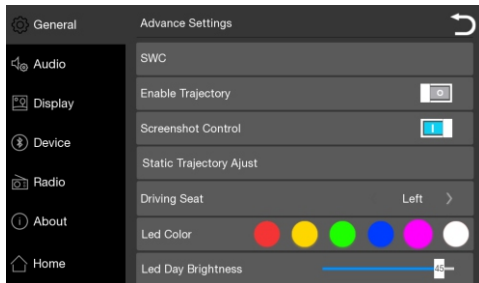 General
Audio
Display
Device
Radio
About
Home
Advance Settings
SWC
Enable Trajectory
Screenshot Control
Static Trajectory Ajust
Driving Seat Left
Led Color
Led Day Brightness 45